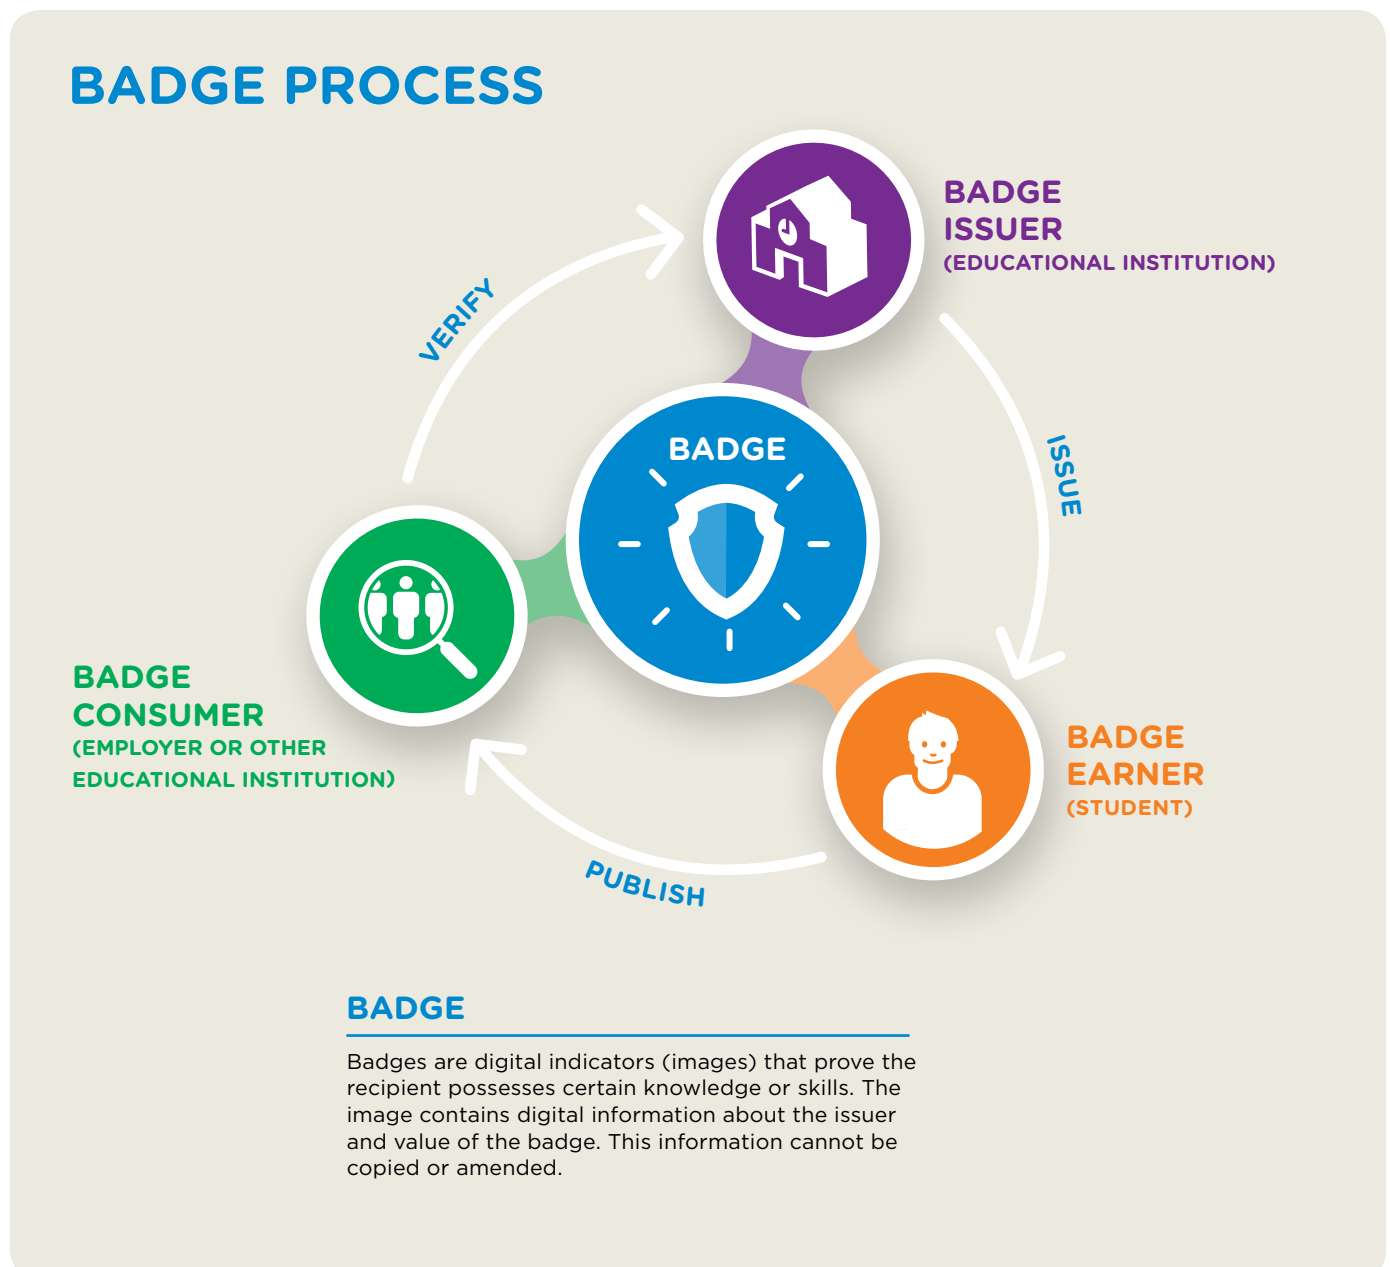 BADGE PROCESS
BADGE
ISSUER
(EDUCATIONAL INSTITUTION)
VERIFY
ISSUE
BADGE
BADGE
CONSUMER
(EMPLOYER OR OTHER
EDUCATIONAL INSTITUTION)
BADGE
EARNER
(STUDENT)
PUBLISH
BADGE
Badges are digital indicators (images) that prove the
recipient possesses certain knowledge or skills. The
image contains digital information about the issuer
and value of the badge. This information cannot be
copied or amended.